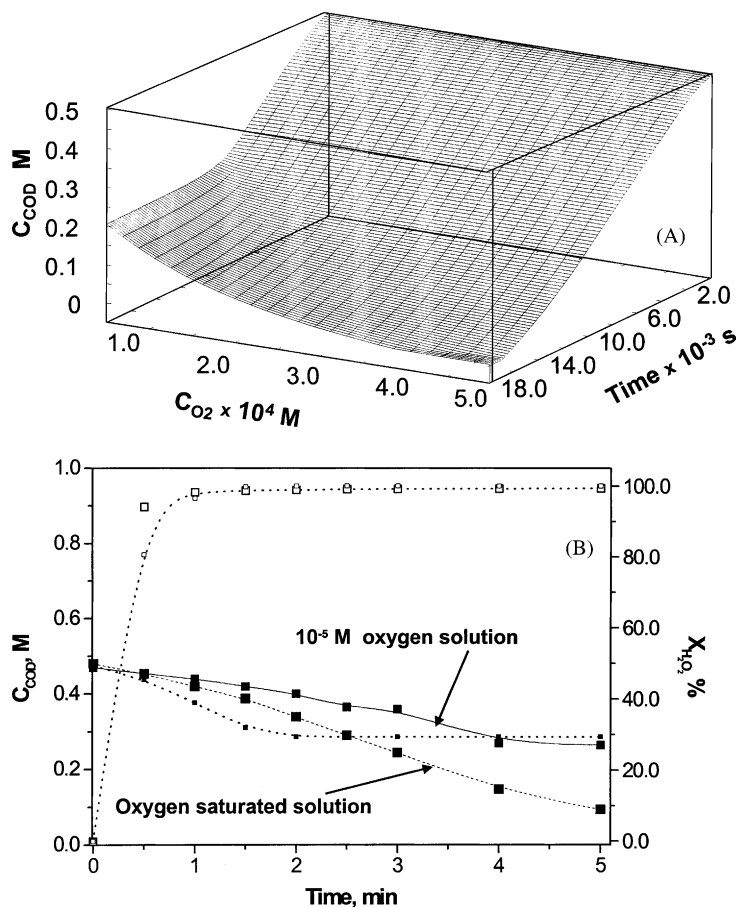 0.5
0.4
0.3
0.2
0.1
0
C_COD M
(A)
1.0
2.0
3.0
4.0
5.0
C_O2 x 10^4 M
18.0
14.0
10.0
6.0
2.0
Time x 10^-3 s
1.0
0.8
0.6
0.4
0.2
0.0
C_COD, M
100.0
80.0
60.0
40.0
20.0
0.0
X_H2O2 %
(B)
10^-5 M oxygen solution
Oxygen saturated solution
0 1 2 3 4 5
Time, min